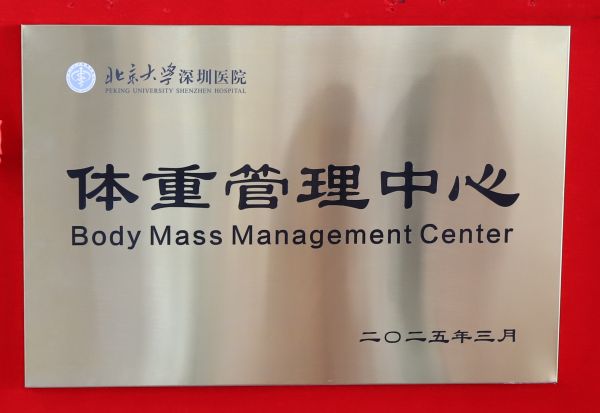 北京大学深圳医院
PEKING UNIVERSITY SHENZHEN HOSPITAL
体重管理中心
Body Mass Management Center
二〇二五年三月